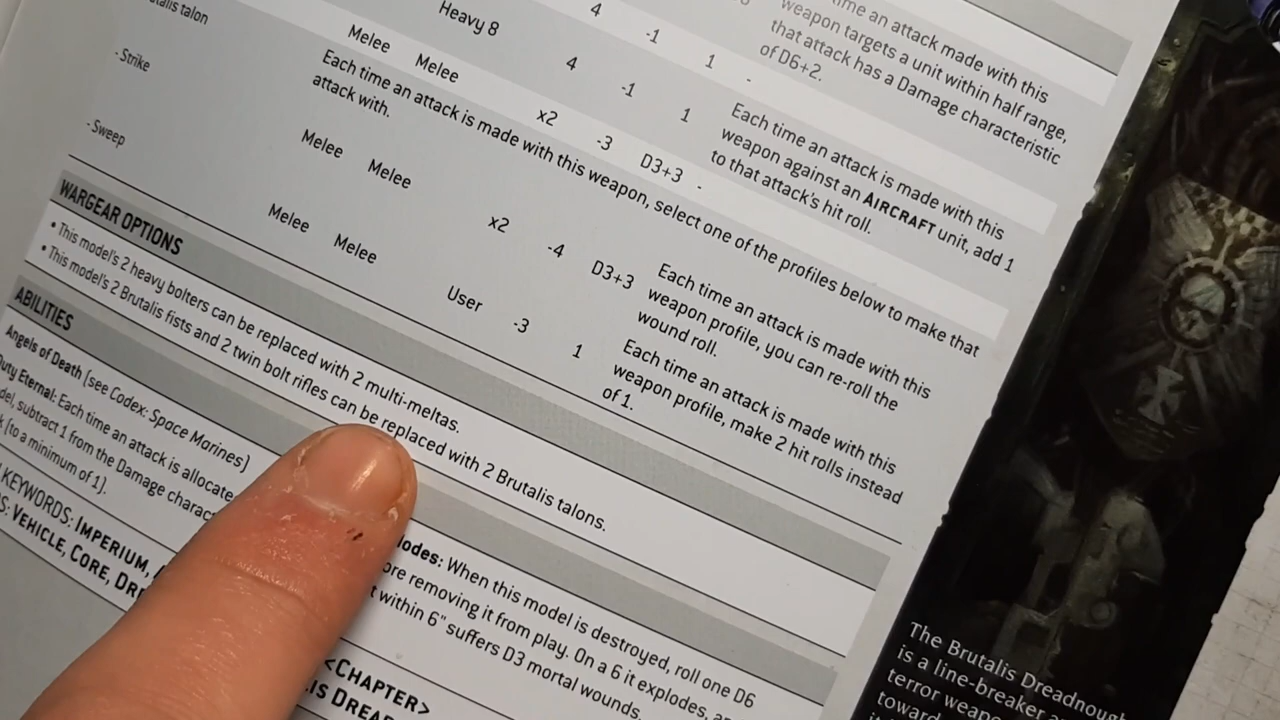 time an attack made with this
weapon targets a unit within half range,
that attack has a Damage characteristic
of D6+2.
Heavy 8 4 -1 1 -
Melee Melee 4 -1 1 Each time an attack is made with this
weapon against an AIRCRAFT unit, add 1
to that attack's hit roll.
talon x2 -3 D3+3 -
Each time an attack is made with this weapon, select one of the profiles below to make that
attack with.
- Strike Melee Melee x2 -4 D3+3 Each time an attack is made with this
weapon profile, you can re-roll the
wound roll.
- Sweep Melee Melee User -3 1 Each time an attack is made with this
weapon profile, make 2 hit rolls instead
of 1.
WARGEAR OPTIONS
• This model's 2 heavy bolters can be replaced with 2 multi-meltas.
• This model's 2 Brutalis fists and 2 twin bolt rifles can be replaced with 2 Brutalis talons.
ABILITIES
Angels of Death (see Codex: Space Marines)
Duty Eternal: Each time an attack is allocate
del, subtract 1 from the Damage charact
(to a minimum of 1).
lodes: When this model is destroyed, roll one D6
ore removing it from play. On a 6 it explodes, a
t within 6" suffers D3 mortal wounds.
KEYWORDS: IMPERIUM,
<CHAPTER>
S: VEHICLE, CORE, DRE
IS DREAD
The Brutalis Dreadnough
is a line-breaker a
terror weapo
toward